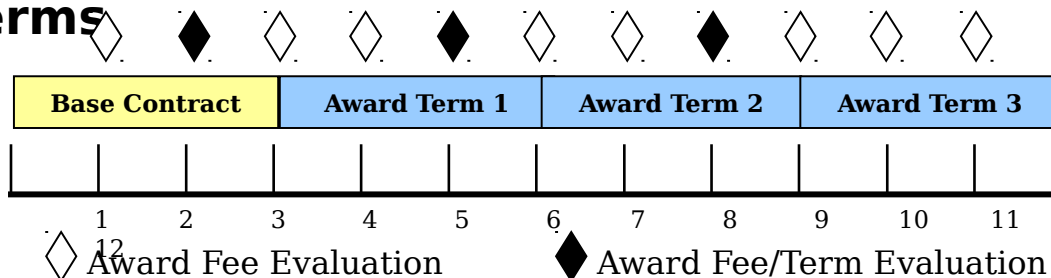 erms
Base Contract Award Term 1 Award Term 2 Award Term 3
1 2 3 4 5 6 7 8 9 10 11
12
Award Fee Evaluation Award Fee/Term Evaluation